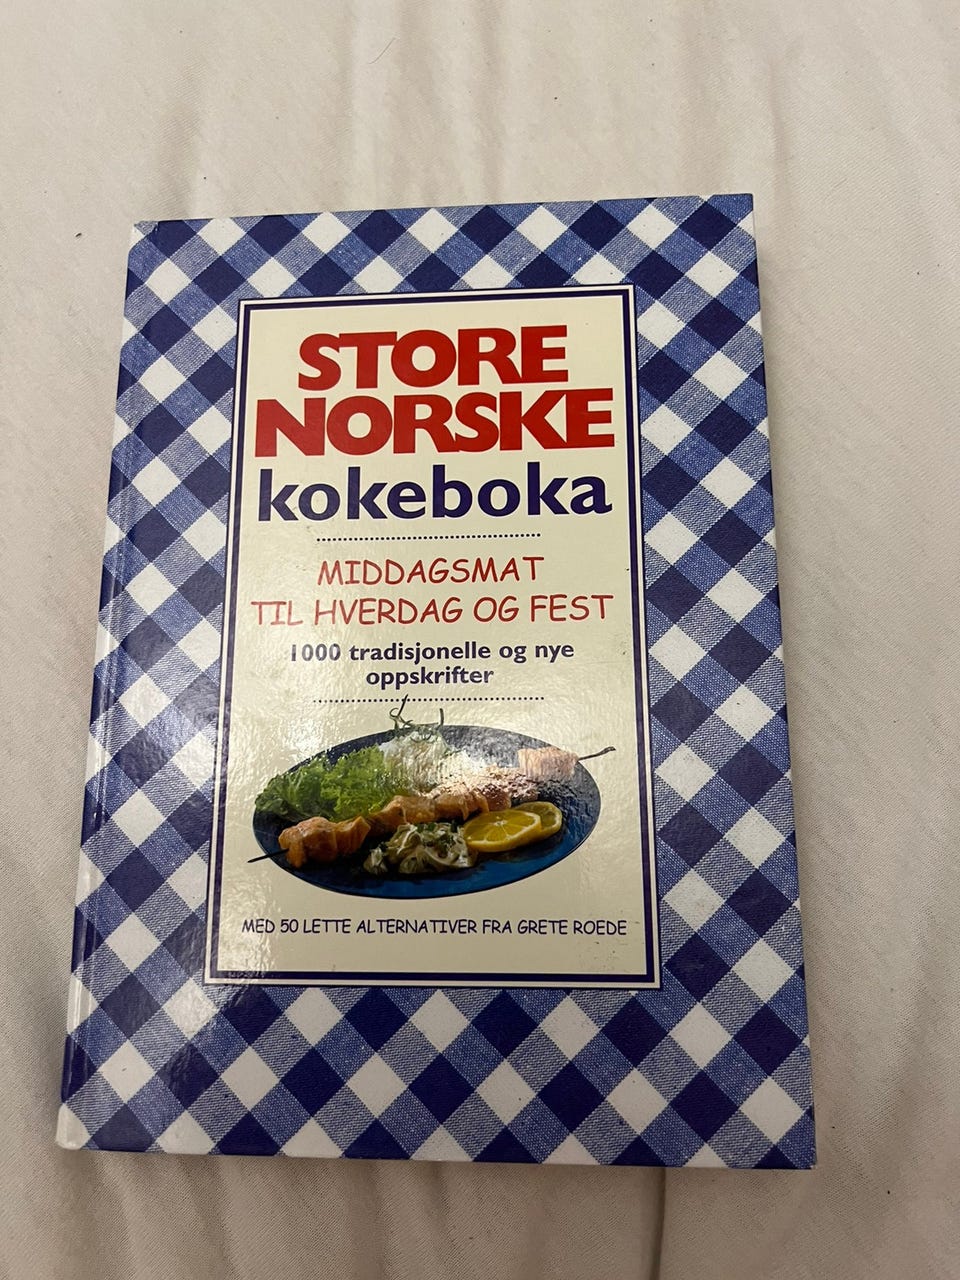 STORE
NORSKE
kokeboka
MIDDAGSMAT
TIL HVERDAG OG FEST
1000 tradisjonelle og nye
oppskrifter
MED 50 LETTE ALTERNATIVER FRA GRETE ROEDE